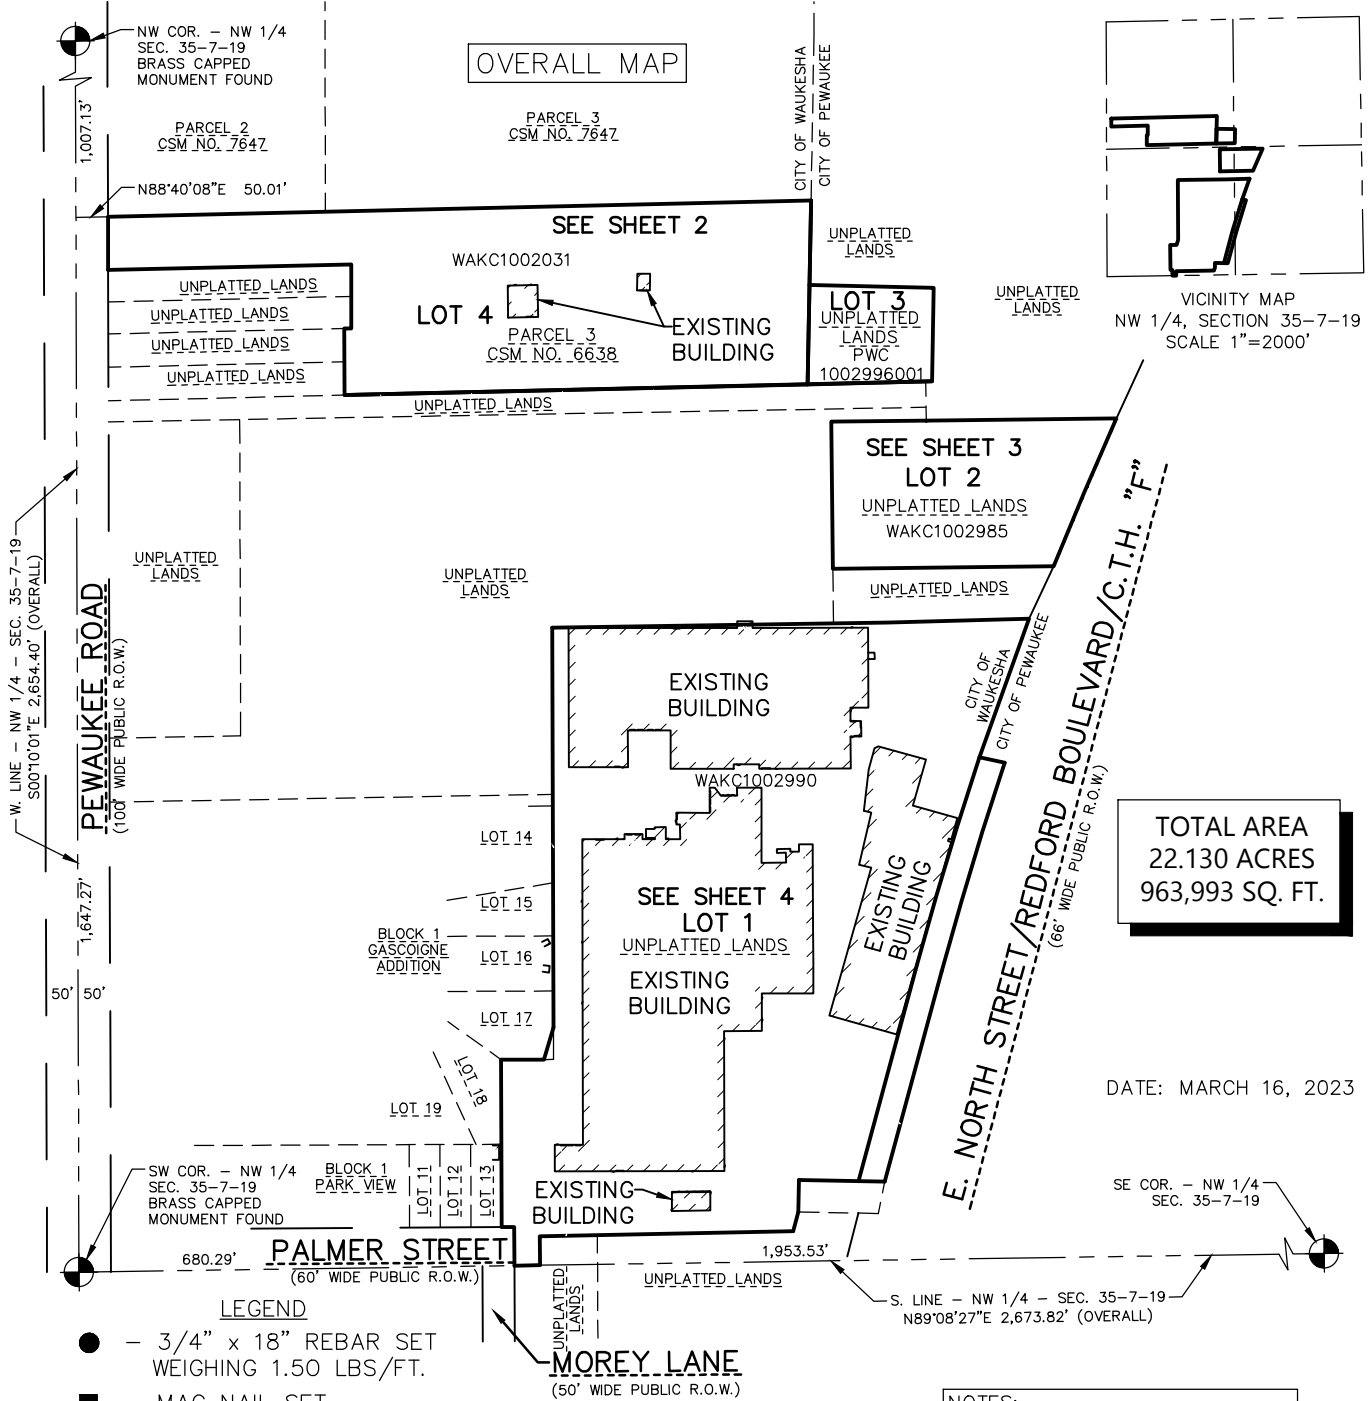 NW COR. – NW 1/4
SEC. 35–7–19
BRASS CAPPED
MONUMENT FOUND
OVERALL MAP
CITY OF WAUKESHA
CITY OF PEWAUKEE
1,007.13'
PARCEL 2
CSM NO. 7647
PARCEL 3
CSM NO. 7647
N88°40'08"E 50.01'
SEE SHEET 2
WAKC1002031
LOT 4
PARCEL 3
CSM NO. 6638
EXISTING
BUILDING
UNPLATTED LANDS
UNPLATTED LANDS
UNPLATTED LANDS
UNPLATTED LANDS
UNPLATTED LANDS
UNPLATTED
LANDS
LOT 3
UNPLATTED
LANDS
PWC
1002996001
UNPLATTED
LANDS
VICINITY MAP
NW 1/4, SECTION 35–7–19
SCALE 1"=2000'
SEE SHEET 3
LOT 2
UNPLATTED LANDS
WAKC1002985
UNPLATTED LANDS
W. LINE – NW 1/4 – SEC. 35–7–19
S00°10'01"E 2,654.40' (OVERALL)
PEWAUKEE ROAD
(100' WIDE PUBLIC R.O.W.)
UNPLATTED
LANDS
UNPLATTED
LANDS
EXISTING
BUILDING
WAKC1002990
CITY OF
WAUKESHA
CITY OF PEWAUKEE
E. NORTH STREET/REDFORD BOULEVARD/C.T.H. "F"
(66' WIDE PUBLIC R.O.W.)
TOTAL AREA
22.130 ACRES
963,993 SQ. FT.
LOT 14
LOT 15
BLOCK 1
GASCOIGNE
ADDITION
LOT 16
LOT 17
LOT 18
LOT 19
SEE SHEET 4
LOT 1
UNPLATTED LANDS
EXISTING
BUILDING
EXISTING
BUILDING
1,647.27'
50' 50'
DATE: MARCH 16, 2023
SW COR. – NW 1/4
SEC. 35–7–19
BRASS CAPPED
MONUMENT FOUND
BLOCK 1
PARK VIEW
LOT 11
LOT 12
LOT 13
EXISTING
BUILDING
SE COR. – NW 1/4
SEC. 35–7–19
680.29'
PALMER STREET
(60' WIDE PUBLIC R.O.W.)
1,953.53'
UNPLATTED LANDS
UNPLATTED
LANDS
S. LINE – NW 1/4 – SEC. 35–7–19
N89°08'27"E 2,673.82' (OVERALL)
LEGEND
– 3/4" x 18" REBAR SET
WEIGHING 1.50 LBS/FT.
MOREY LANE
(50' WIDE PUBLIC R.O.W.)
MAG NAIL SET
NOTES: